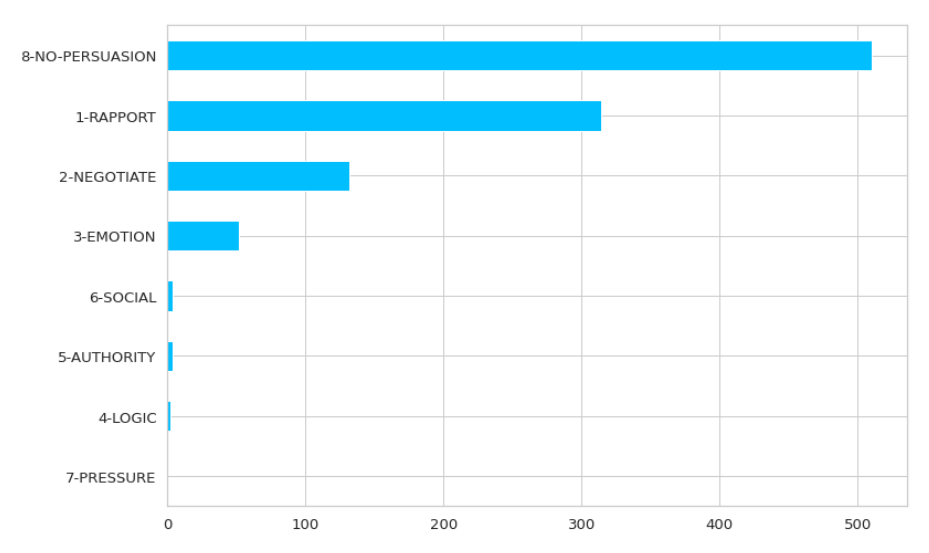 8-NO-PERSUASION
1-RAPPORT
2-NEGOTIATE
3-EMOTION
6-SOCIAL
5-AUTHORITY
4-LOGIC
7-PRESSURE
0 100 200 300 400 500